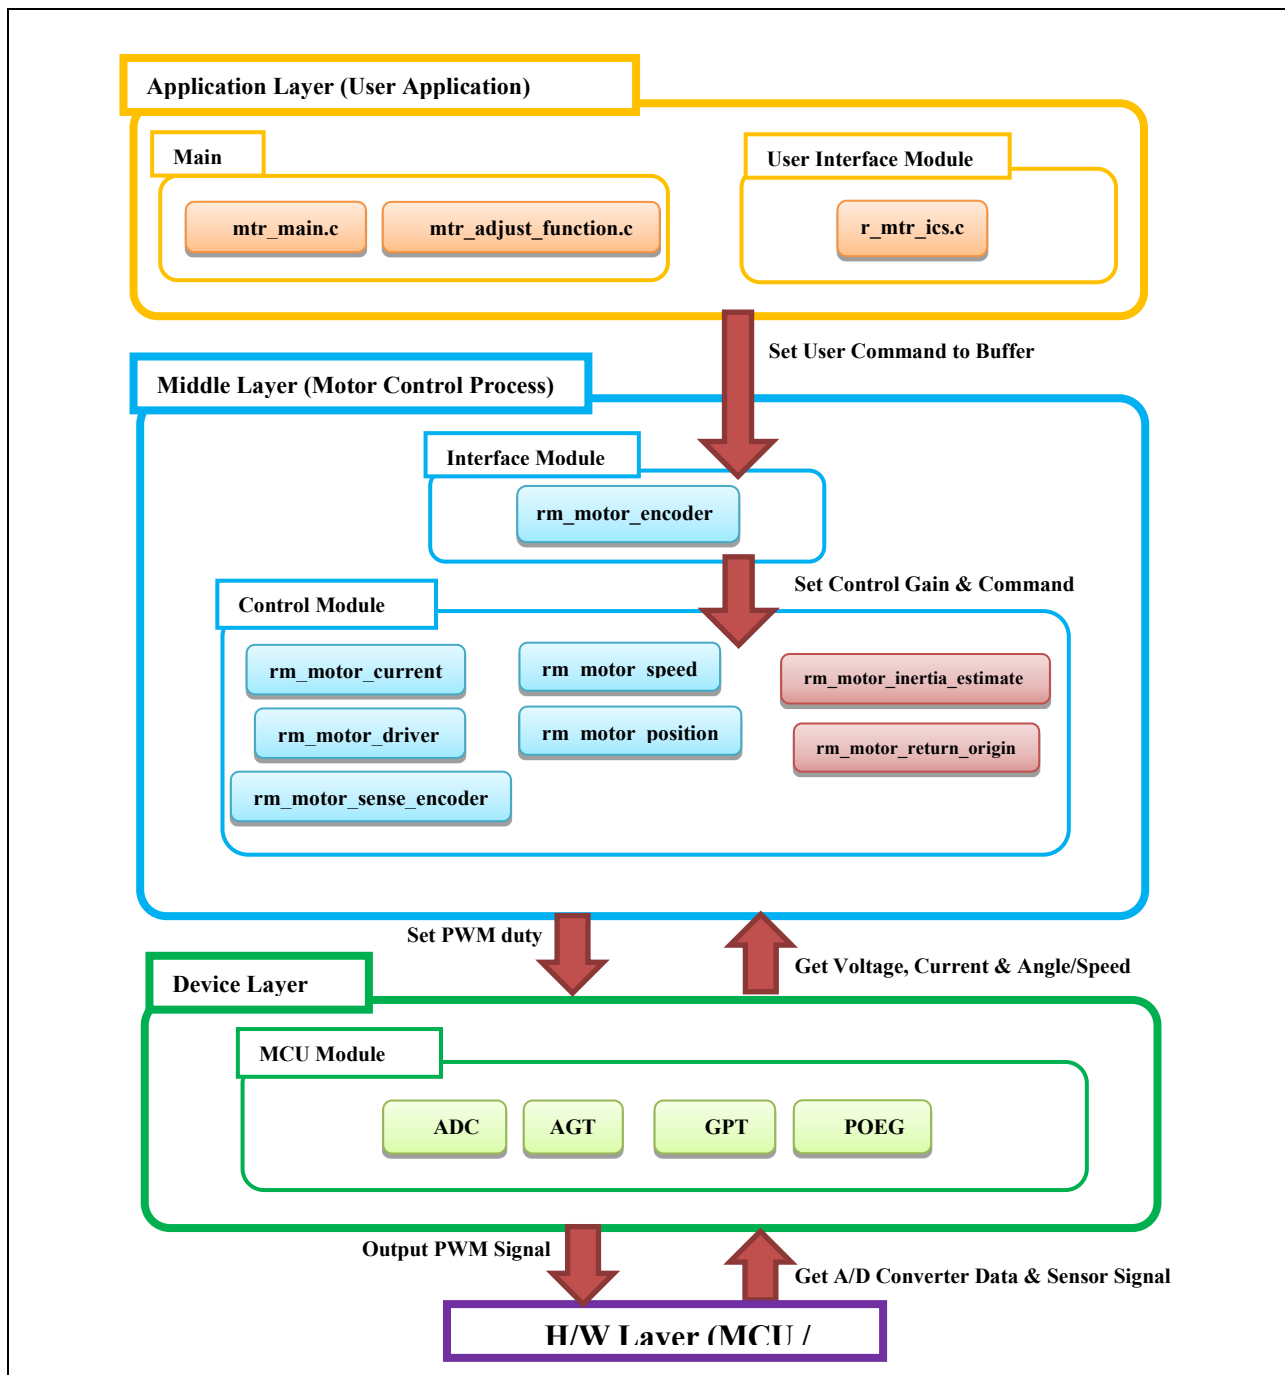 Application Layer (User Application)
Main
User Interface Module
mtr_main.c
mtr_adjust_function.c
r_mtr_ics.c
Set User Command to Buffer
Middle Layer (Motor Control Process)
Interface Module
rm_motor_encoder
Set Control Gain & Command
Control Module
rm_motor_current
rm_motor_speed
rm_motor_inertia_estimate
rm_motor_driver
rm_motor_position
rm_motor_return_origin
rm_motor_sense_encoder
Set PWM duty
Get Voltage, Current & Angle/Speed
Device Layer
MCU Module
ADC
AGT
GPT
POEG
Output PWM Signal
Get A/D Converter Data & Sensor Signal
H/W Layer (MCU /